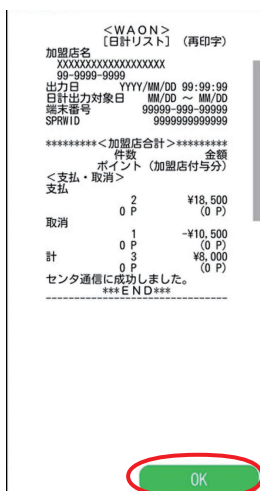 <WAON>
[日計リスト] (再印字)
加盟店名
XXXXXXXXXXXXXXXXXX
99-9999-9999
出力日 YYYY/MM/DD 99:99:99
日計出力対象日 MM/DD ～ MM/DD
端末番号 99999-999-99999
SPRWID 9999999999999
*********<加盟店合計>*********
件数 金額
ポイント (加盟店付与分)
<支払・取消>
支払
2 ¥18,500
0 P (0 P)
取消
1 -¥10,500
0 P (0 P)
計 3 ¥8,000
0 P (0 P)
センタ通信に成功しました。
***END***
OK